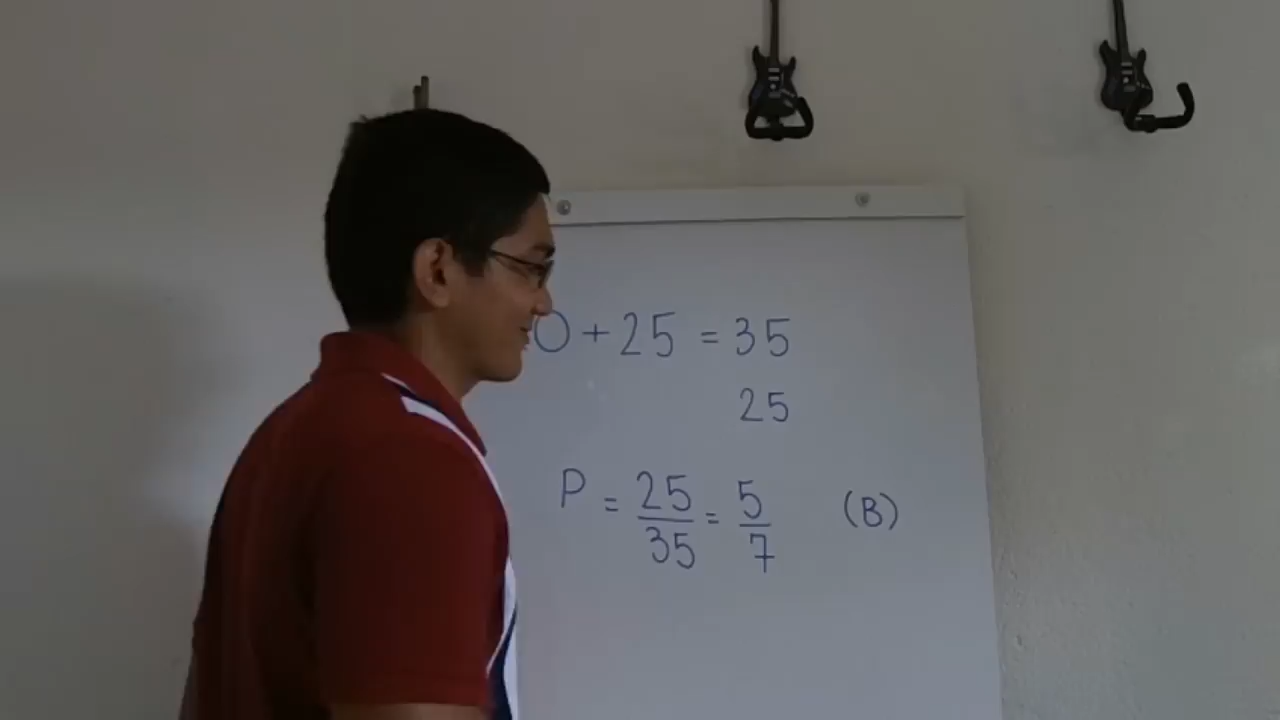 0 + 25 = 35
25
P = 25/35 = 5/7 (B)